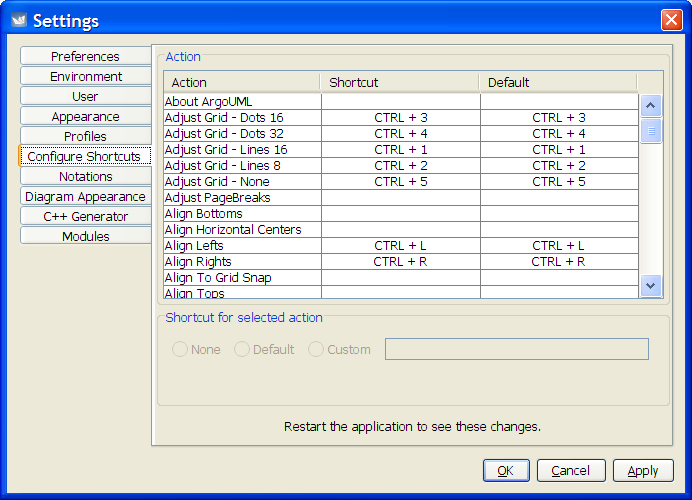 Settings
Preferences
Environment
User
Appearance
Profiles
Configure Shortcuts
Notations
Diagram Appearance
C++ Generator
Modules
Action
Action Shortcut Default
About ArgoUML
Adjust Grid - Dots 16 CTRL + 3 CTRL + 3
Adjust Grid - Dots 32 CTRL + 4 CTRL + 4
Adjust Grid - Lines 16 CTRL + 1 CTRL + 1
Adjust Grid - Lines 8 CTRL + 2 CTRL + 2
Adjust Grid - None CTRL + 5 CTRL + 5
Adjust PageBreaks
Align Bottoms
Align Horizontal Centers
Align Lefts CTRL + L CTRL + L
Align Rights CTRL + R CTRL + R
Align To Grid Snap
Align Tops
Shortcut for selected action
None Default Custom
Restart the application to see these changes.
OK Cancel Apply